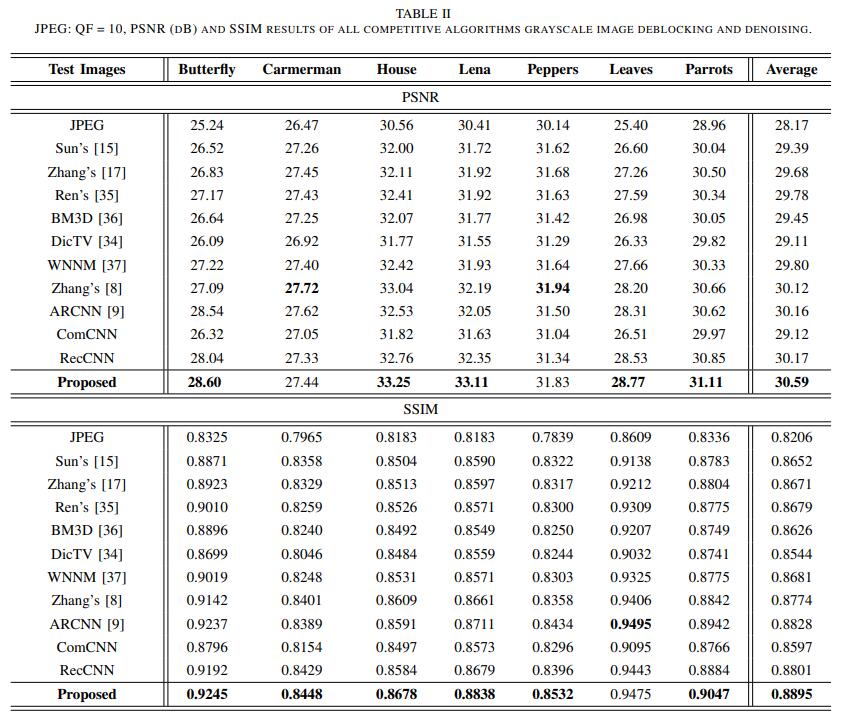 TABLE II
JPEG: QF = 10, PSNR (DB) AND SSIM RESULTS OF ALL COMPETITIVE ALGORITHMS GRAYSCALE IMAGE DEBLOCKING AND DENOISING.
Test Images Butterfly Carmerman House Lena Peppers Leaves Parrots Average
PSNR
JPEG 25.24 26.47 30.56 30.41 30.14 25.40 28.96 28.17
Sun's [15] 26.52 27.26 32.00 31.72 31.62 26.60 30.04 29.39
Zhang's [17] 26.83 27.45 32.11 31.92 31.68 27.26 30.50 29.68
Ren's [35] 27.17 27.43 32.41 31.92 31.63 27.59 30.34 29.78
BM3D [36] 26.64 27.25 32.07 31.77 31.42 26.98 30.05 29.45
DicTV [34] 26.09 26.92 31.77 31.55 31.29 26.33 29.82 29.11
WNNM [37] 27.22 27.40 32.42 31.93 31.64 27.66 30.33 29.80
Zhang's [8] 27.09 27.72 33.04 32.19 31.94 28.20 30.66 30.12
ARCNN [9] 28.54 27.62 32.53 32.05 31.50 28.31 30.62 30.16
ComCNN 26.32 27.05 31.82 31.63 31.04 26.51 29.97 29.12
RecCNN 28.04 27.33 32.76 32.35 31.34 28.53 30.85 30.17
Proposed 28.60 27.44 33.25 33.11 31.83 28.77 31.11 30.59
SSIM
JPEG 0.8325 0.7965 0.8183 0.8183 0.7839 0.8609 0.8336 0.8206
Sun's [15] 0.8871 0.8358 0.8504 0.8590 0.8322 0.9138 0.8783 0.8652
Zhang's [17] 0.8923 0.8329 0.8513 0.8597 0.8317 0.9212 0.8804 0.8671
Ren's [35] 0.9010 0.8259 0.8526 0.8571 0.8300 0.9309 0.8775 0.8679
BM3D [36] 0.8896 0.8240 0.8492 0.8549 0.8250 0.9207 0.8749 0.8626
DicTV [34] 0.8699 0.8046 0.8484 0.8559 0.8244 0.9032 0.8741 0.8544
WNNM [37] 0.9019 0.8248 0.8531 0.8571 0.8303 0.9325 0.8775 0.8681
Zhang's [8] 0.9142 0.8401 0.8609 0.8661 0.8358 0.9406 0.8842 0.8774
ARCNN [9] 0.9237 0.8389 0.8591 0.8711 0.8434 0.9495 0.8942 0.8828
ComCNN 0.8796 0.8154 0.8497 0.8573 0.8296 0.9095 0.8766 0.8597
RecCNN 0.9192 0.8429 0.8584 0.8679 0.8396 0.9443 0.8884 0.8801
Proposed 0.9245 0.8448 0.8678 0.8838 0.8532 0.9475 0.9047 0.8895